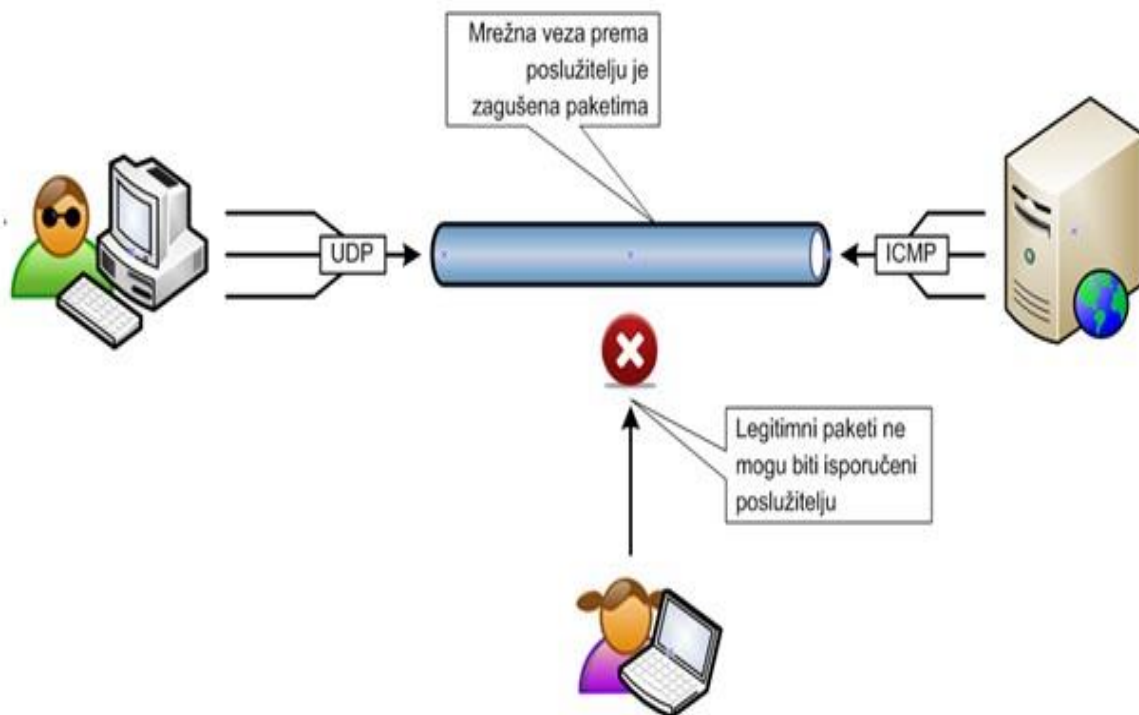 Mrežna veza prema
poslužitelju je
zagušena paketima
UDP
ICMP
Legitimni paketi ne
mogu biti isporučeni
poslužitelju